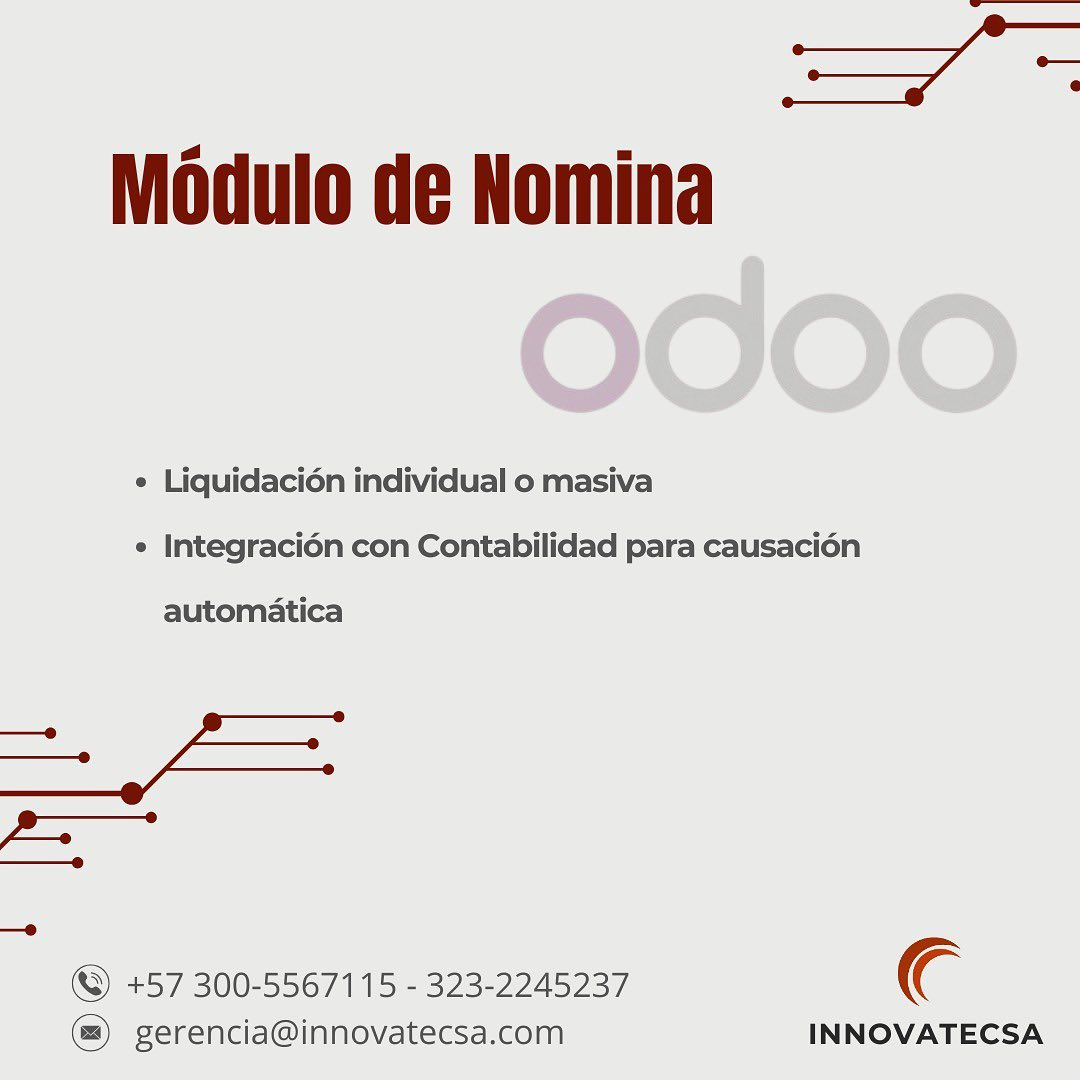 Módulo de Nomina
odoo
• Liquidación individual o masiva
• Integración con Contabilidad para causación
automática
+57 300-5567115 - 323-2245237
gerencia@innovatecsa.com
INNOVATECSA